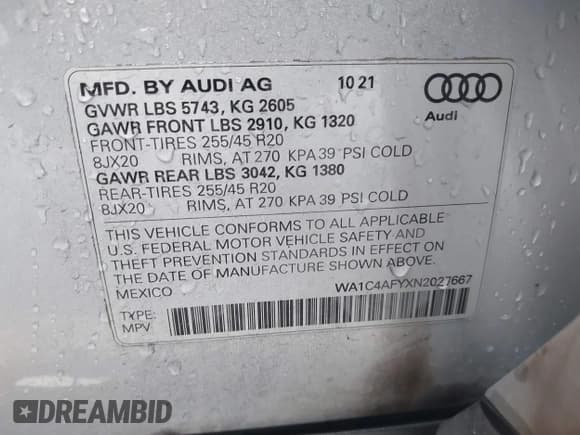 MFD. BY AUDI AG 10 21
GVWR LBS 5743, KG 2605
GAWR FRONT LBS 2910, KG 1320
FRONT-TIRES 255/45 R20
8JX20 RIMS, AT 270 KPA 39 PSI COLD
GAWR REAR LBS 3042, KG 1380
REAR-TIRES 255/45 R20
8JX20 RIMS, AT 270 KPA 39 PSI COLD
Audi
THIS VEHICLE CONFORMS TO ALL APPLICABLE
U.S. FEDERAL MOTOR VEHICLE SAFETY AND
THEFT PREVENTION STANDARDS IN EFFECT ON
THE DATE OF MANUFACTURE SHOWN ABOVE.
MEXICO
WA1C4AFYXN2027667
TYPE:
MPV
DREAMBID